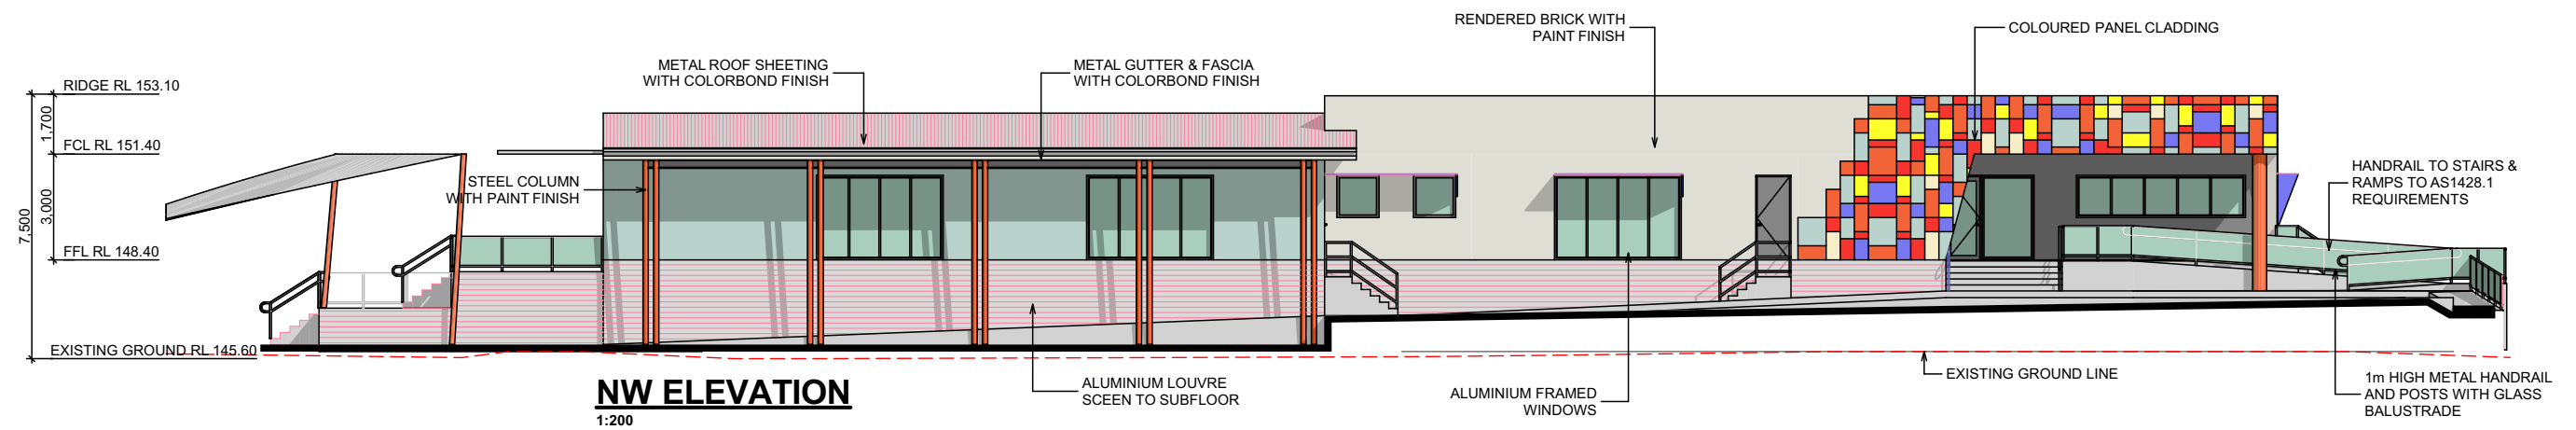 RENDERED BRICK WITH
PAINT FINISH
COLOURED PANEL CLADDING
METAL ROOF SHEETING
WITH COLORBOND FINISH
METAL GUTTER & FASCIA
WITH COLORBOND FINISH
RIDGE RL 153.10
1,700
FCL RL 151.40
3,000
7,500
FFL RL 148.40
EXISTING GROUND RL 145.60
STEEL COLUMN
WITH PAINT FINISH
HANDRAIL TO STAIRS &
RAMPS TO AS1428.1
REQUIREMENTS
NW ELEVATION
1:200
ALUMINIUM LOUVRE
SCEEN TO SUBFLOOR
ALUMINIUM FRAMED
WINDOWS
EXISTING GROUND LINE
1m HIGH METAL HANDRAIL
AND POSTS WITH GLASS
BALUSTRADE